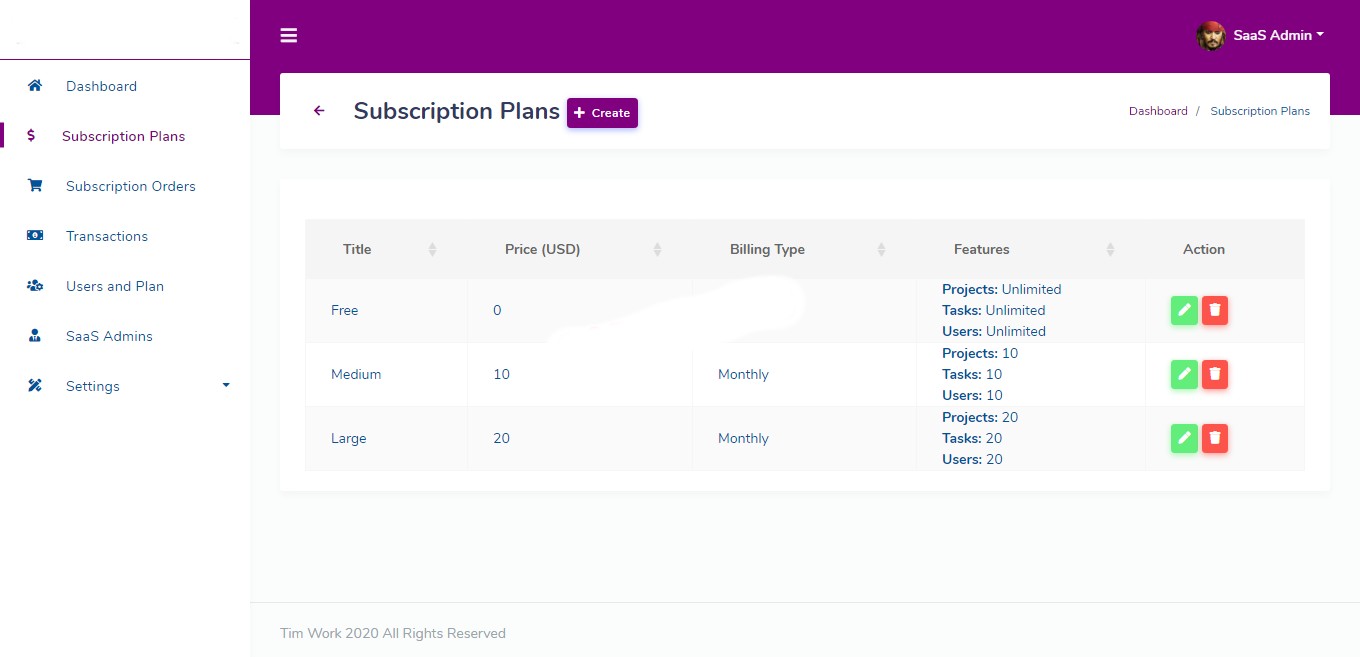 SaaS Admin
Dashboard
Subscription Plans
Subscription Orders
Transactions
Users and Plan
SaaS Admins
Settings
Subscription Plans
Create
Dashboard / Subscription Plans
Title Price (USD) Billing Type Features Action
Free 0 Projects: Unlimited
Tasks: Unlimited
Users: Unlimited
Medium 10 Monthly Projects: 10
Tasks: 10
Users: 10
Large 20 Monthly Projects: 20
Tasks: 20
Users: 20
Tim Work 2020 All Rights Reserved